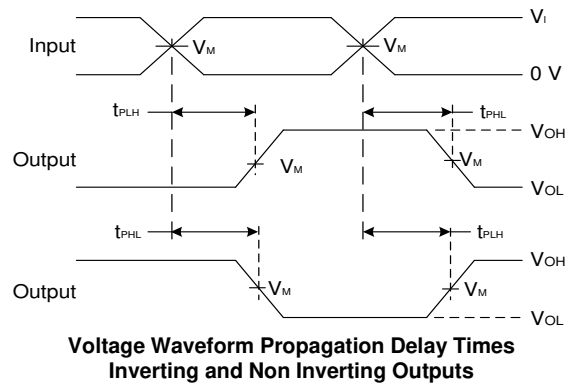 VI
Input
VM
VM
0 V
tPLH
tPHL
VOH
Output
VM
VM
VOL
tPHL
tPLH
VOH
Output
VM
VM
VOL
Voltage Waveform Propagation Delay Times
Inverting and Non Inverting Outputs